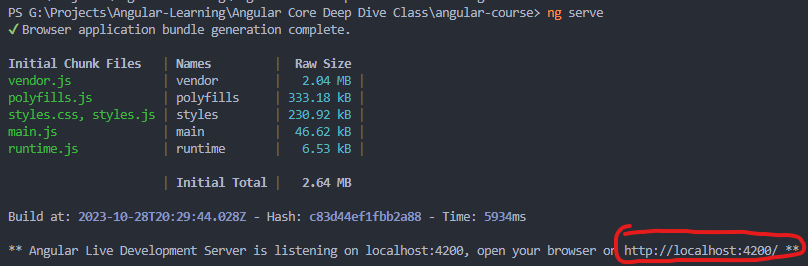 PS G:\Projects\Angular-Learning\Angular Core Deep Dive Class\angular-course> ng serve
✔ Browser application bundle generation complete.
Initial Chunk Files | Names | Raw Size
vendor.js | vendor | 2.04 MB |
polyfills.js | polyfills | 333.18 kB |
styles.css, styles.js | styles | 230.92 kB |
main.js | main | 46.62 kB |
runtime.js | runtime | 6.53 kB |
| Initial Total | 2.64 MB
Build at: 2023-10-28T20:29:44.028Z - Hash: c83d44ef1fbb2a88 - Time: 5934ms
** Angular Live Development Server is listening on localhost:4200, open your browser on http://localhost:4200/ **